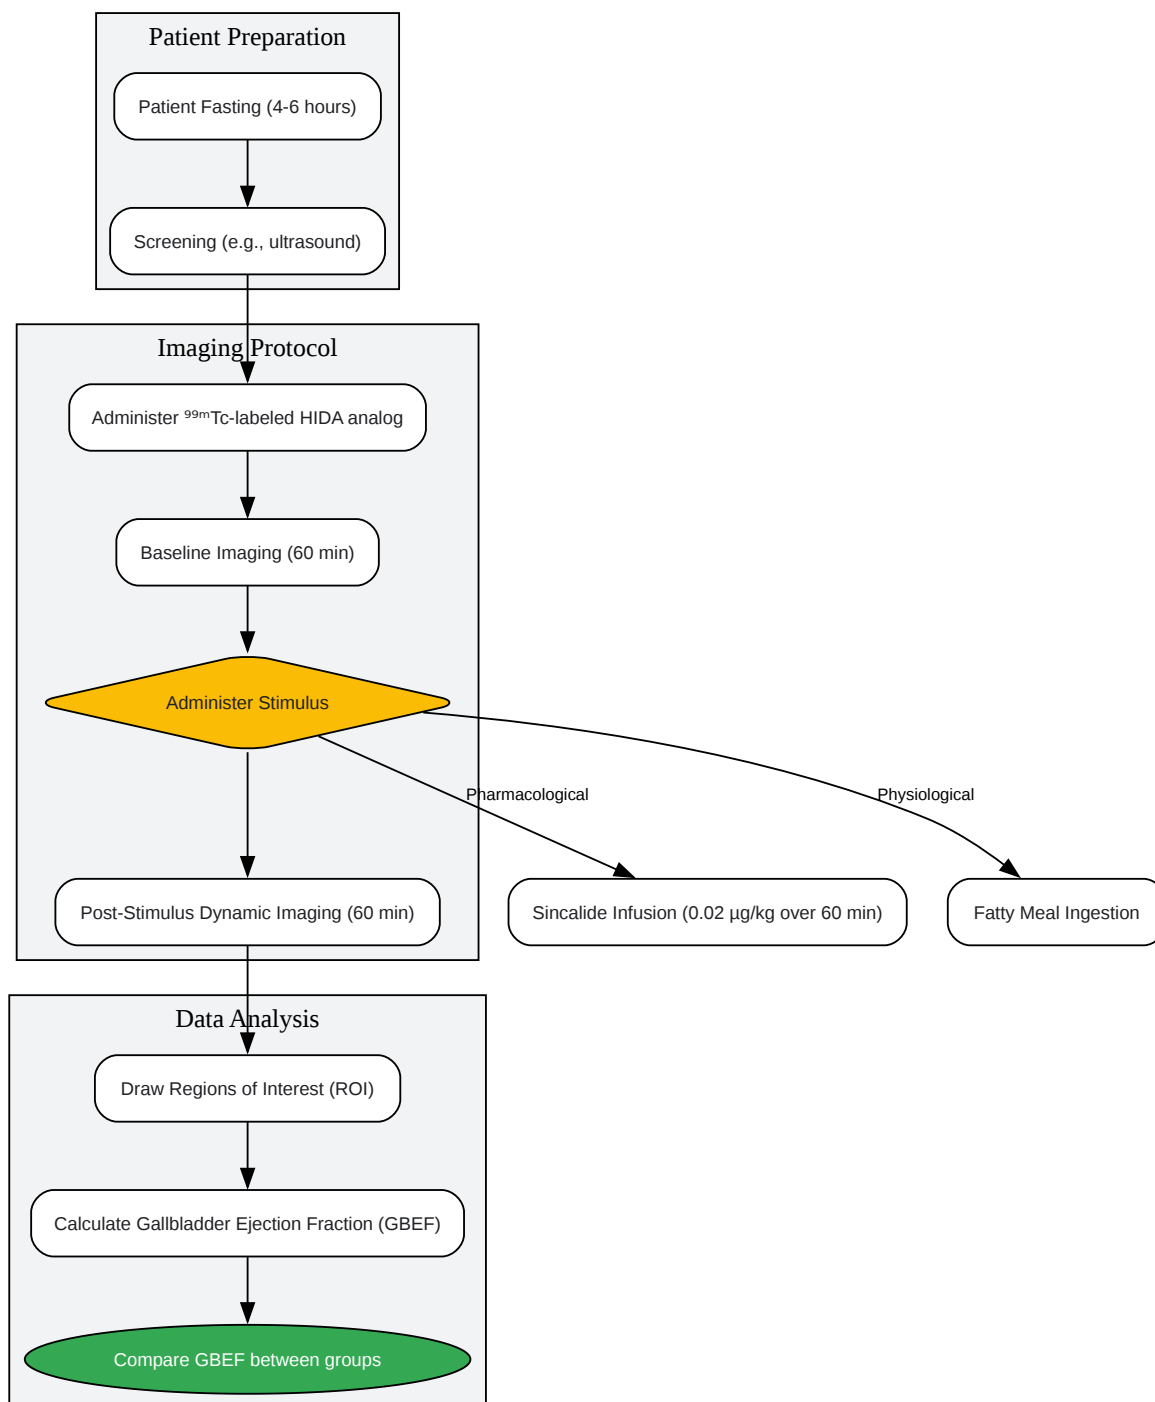 Patient Preparation
Patient Fasting (4-6 hours)
Screening (e.g., ultrasound)
Imaging Protocol
Administer ⁹⁹ᵐTc-labeled HIDA analog
Baseline Imaging (60 min)
Administer Stimulus
Pharmacological
Physiological
Post-Stimulus Dynamic Imaging (60 min)
Sincalide Infusion (0.02 µg/kg over 60 min)
Fatty Meal Ingestion
Data Analysis
Draw Regions of Interest (ROI)
Calculate Gallbladder Ejection Fraction (GBEF)
Compare GBEF between groups